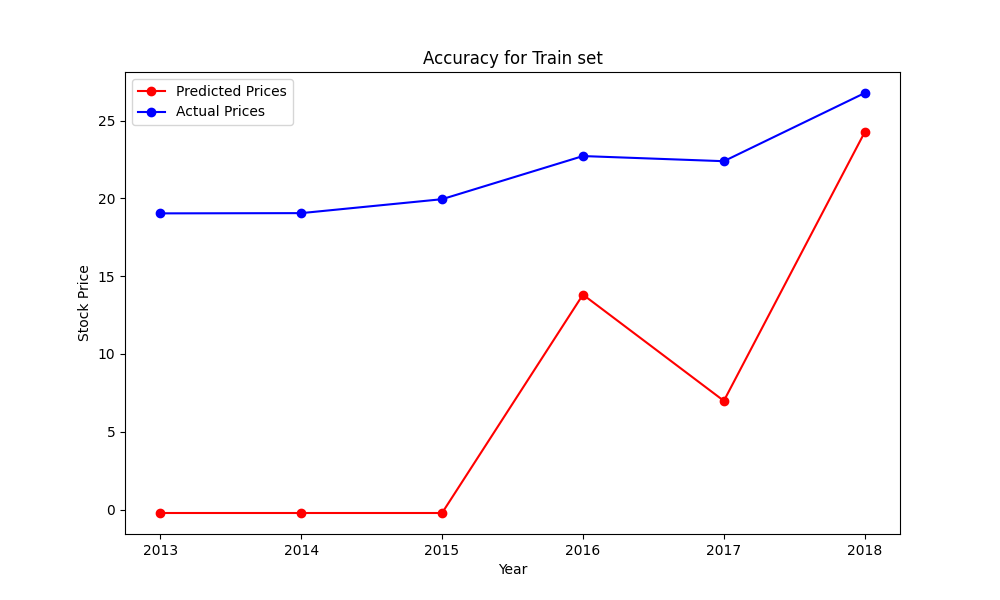 Accuracy for Train set
Predicted Prices
Actual Prices
25
20
15
10
5
0
Stock Price
2013 2014 2015 2016 2017 2018
Year